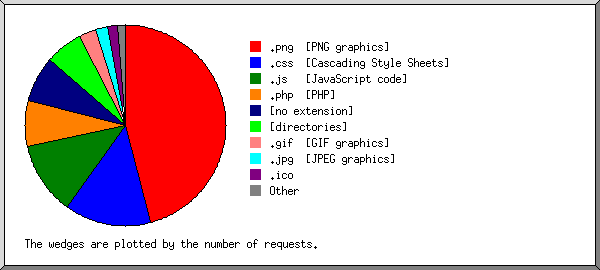 .png [PNG graphics]
.css [Cascading Style Sheets]
.js [JavaScript code]
.php [PHP]
[no extension]
[directories]
.gif [GIF graphics]
.jpg [JPEG graphics]
.ico
Other
The wedges are plotted by the number of requests.